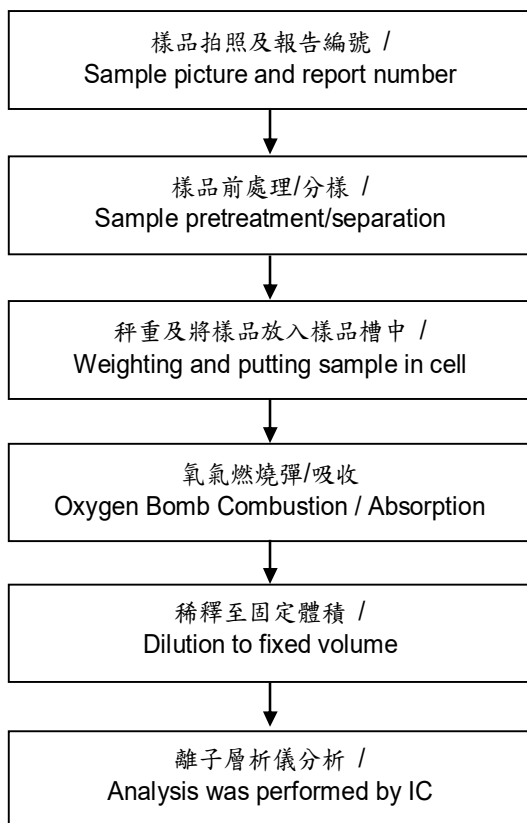 樣品拍照及報告編號 /
Sample picture and report number
樣品前處理/分樣 /
Sample pretreatment/separation
秤重及將樣品放入樣品槽中 /
Weighting and putting sample in cell
氧氣燃燒彈/吸收
Oxygen Bomb Combustion / Absorption
稀釋至固定體積 /
Dilution to fixed volume
離子層析儀分析 /
Analysis was performed by IC